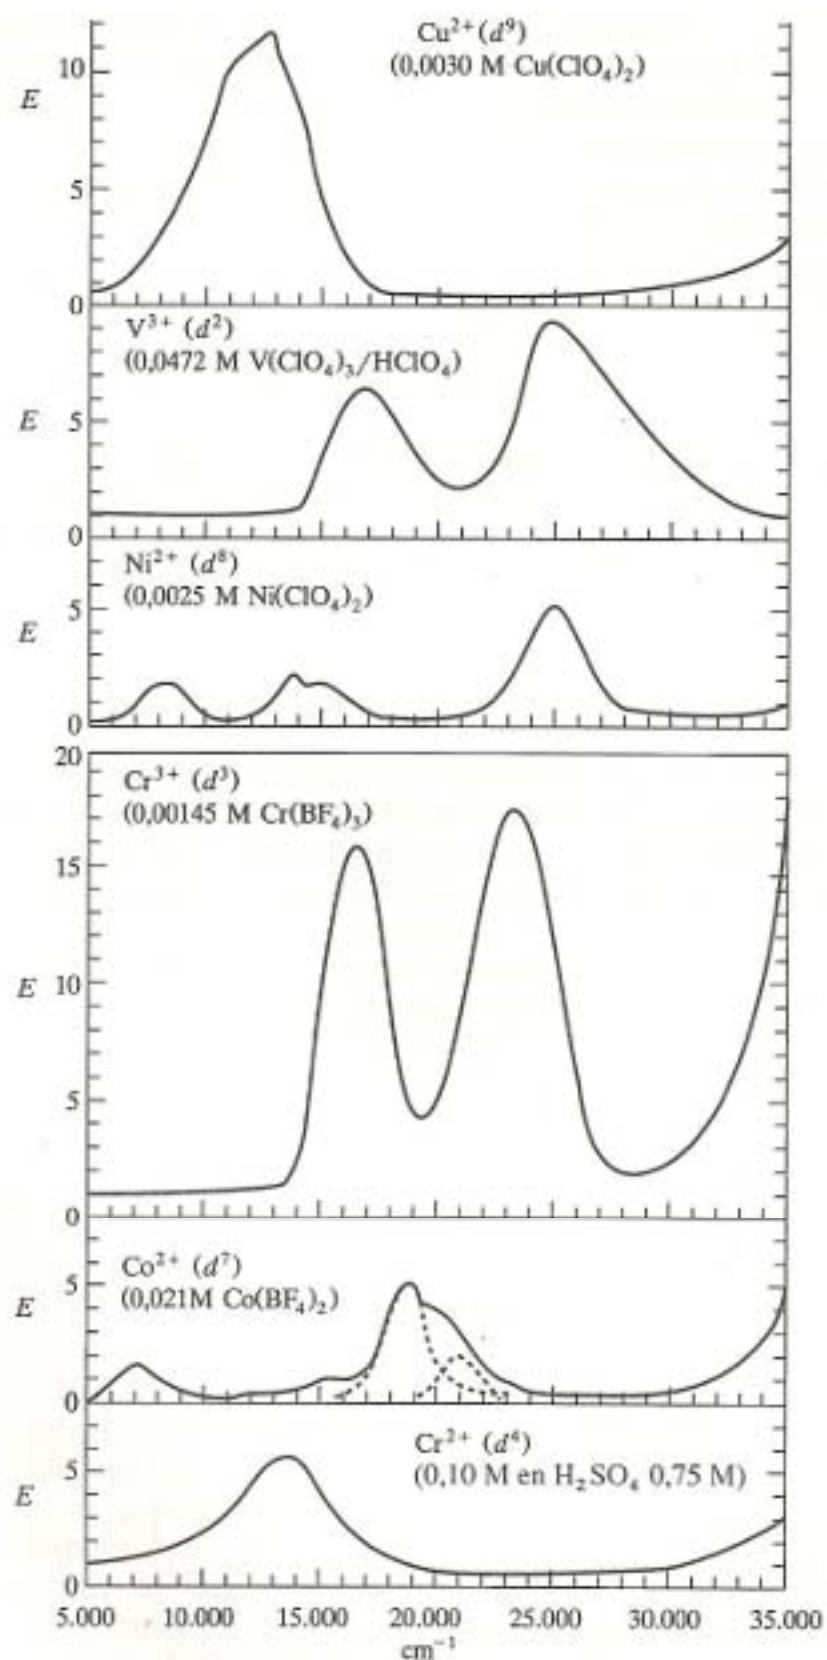 Cu²⁺ (d⁹)
(0,0030 M Cu(ClO₄)₂)
10
E
5
0
V³⁺ (d²)
(0,0472 M V(ClO₄)₃/HClO₄)
E
5
0
Ni²⁺ (d⁸)
(0,0025 M Ni(ClO₄)₂)
5
E
0
20
Cr³⁺ (d³)
(0,00145 M Cr(BF₄)₃)
15
E
10
5
0
Co²⁺ (d⁷)
(0,021M Co(BF₄)₂)
5
E
0
Cr²⁺ (d⁴)
(0,10 M en H₂SO₄ 0,75 M)
5
E
0
5.000 10.000 15.000 20.000 25.000 30.000 35.000
cm⁻¹